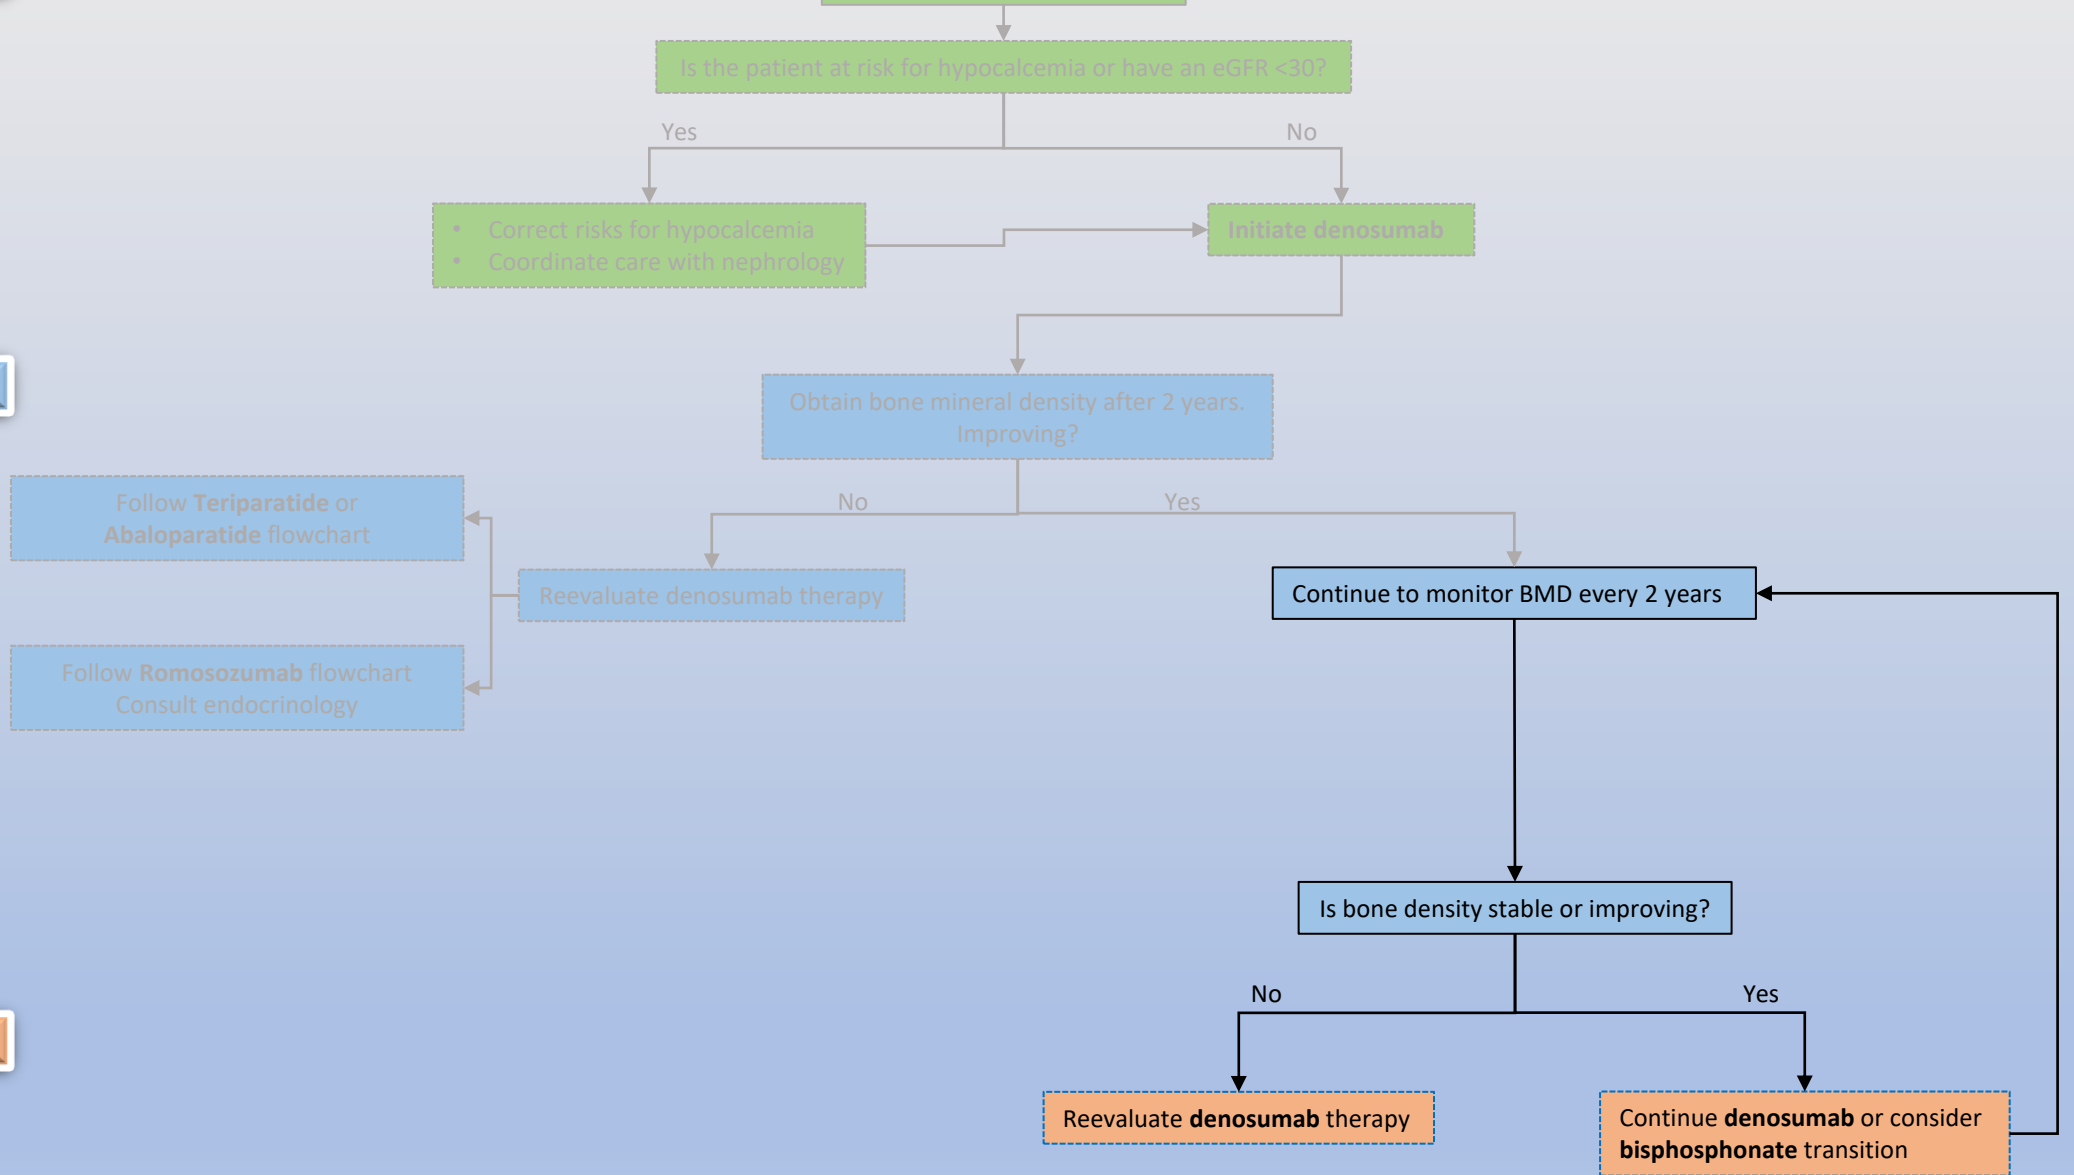 Is the patient at risk for hypocalcemia or have an eGFR <30?
Yes
No
• Correct risks for hypocalcemia
• Coordinate care with nephrology
Initiate denosumab
Obtain bone mineral density after 2 years.
Improving?
No
Yes
Follow Teriparatide or
Abaloparatide flowchart
Reevaluate denosumab therapy
Continue to monitor BMD every 2 years
Follow Romosozumab flowchart
Consult endocrinology
Is bone density stable or improving?
No
Yes
Reevaluate denosumab therapy
Continue denosumab or consider
bisphosphonate transition